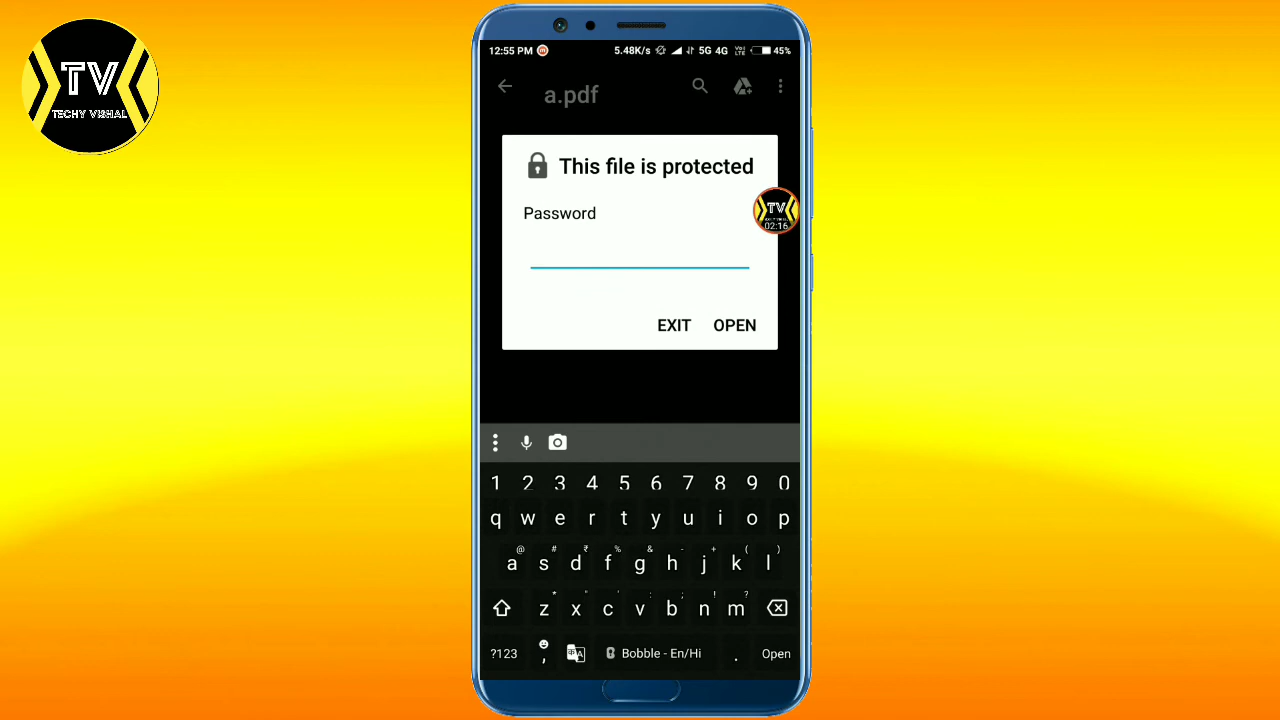 TV
TECHY VISHAL
12:55 PM
5.48K/s 5G 4G 45%
a.pdf
This file is protected
Password
TV
02:16
EXIT OPEN
1 2 3 4 5 6 7 8 9 0
q w e r t y u i o p
@ # ₹ % & - + ( )
a s d f g h j k l
z x c v b n m
?123 , Bobble - En/Hi . Open